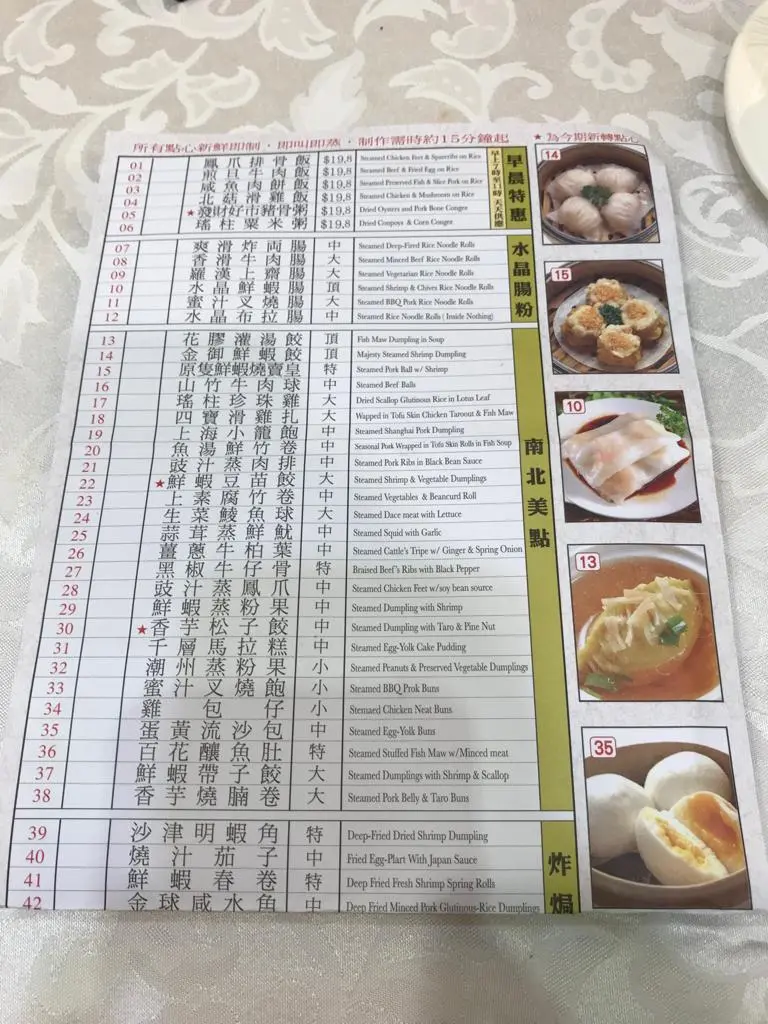 所有點心新鮮即制．即叫即蒸．制作需時約15分鐘起 ★為今期新轉點心
早晨特惠
早上7時至11時 天天供應
01 鳳爪排骨飯 $19,8 Steamed Chicken Feet & Spareribs on Rice
02 煎旦牛肉飯 $19,8 Steamed Beef & Fried Egg on Rice
03 咸魚肉餅飯 $19,8 Steamed Preserved Fish & Slice Pork on Rice
04 北菇滑雞飯 $19,8 Steamed Chicken & Mushroom on Rice
05 ★發財好市豬骨粥 $19,8 Dried Oysters and Pork Bone Congee
06 瑤柱粟米粥 $19,8 Dried Conpoys & Corn Congee
水晶腸粉
07 爽滑炸両腸 中 Steamed Deep-Fired Rice Noodle Rolls
08 香滑牛肉腸 大 Steamed Minced Beef Rice Noodle Rolls
09 羅漢上齋腸 大 Steamed Vegetarian Rice Noodle Rolls
10 水晶鮮蝦腸 頂 Steamed Shrimp & Chives Rice Noodle Rolls
11 蜜汁叉燒腸 大 Steamed BBQ Pork Rice Noodle Rolls
12 水晶布拉腸 中 Steamed Rice Noodle Rolls ( Inside Nothing)
南北美點
13 花膠灌湯餃 頂 Fish Maw Dumpling in Soup
14 金御鮮蝦餃 頂 Majesty Steamed Shrimp Dumpling
15 原隻鮮蝦燒賣皇 特 Steamed Pork Ball w/ Shrimp
16 山竹牛肉球 中 Steamed Beef Balls
17 瑤柱珍珠雞 大 Dried Scallop Glutinous Rice in Lotus Leaf
18 四寶滑雞扎 大 Wapped in Tofu Skin Chicken Taroout & Fish Maw
19 上海小籠飽 中 Steamed Shanghai Pork Dumpling
20 魚湯鮮竹卷 中 Seasonal Pork Wrapped in Tofu Skin Rolls in Fish Soup
21 豉汁蒸肉排 中 Steamed Pork Ribs in Black Bean Sauce
22 ★鮮蝦豆苗餃 大 Steamed Shrimp & Vegetable Dumplings
23 上素腐竹卷 中 Steamed Vegetables & Beancurd Roll
24 生菜鯪魚球 大 Steamed Dace meat with Lettuce
25 蒜茸蒸鮮魷 中 Steamed Squid with Garlic
26 薑蔥牛柏葉 中 Steamed Cattle's Tripe w/ Ginger & Spring Onion
27 黑椒牛仔骨 特 Braised Beef's Ribs with Black Pepper
28 豉汁蒸鳳爪 中 Steamed Chicken Feet w/soy bean source
29 鮮蝦蒸粉果 中 Steamed Dumpling with Shrimp
30 ★香芋松子餃 中 Steamed Dumpling with Taro & Pine Nut
31 千層馬拉糕 中 Steamed Egg-Yolk Cake Pudding
32 潮州蒸粉果 小 Steamed Peanuts & Preserved Vegetable Dumplings
33 蜜汁叉燒飽 小 Steamed BBQ Prok Buns
34 雞包仔 小 Stemaed Chicken Neat Buns
35 蛋黃流沙包 中 Steamed Egg-Yolk Buns
36 百花釀魚肚 特 Steamed Stuffed Fish Maw w/Minced meat
37 鮮蝦帶子餃 大 Steamed Dumplings with Shrimp & Scallop
38 香芋燒腩卷 大 Steamed Pork Belly & Taro Buns
炸焗
39 沙津明蝦角 特 Deep-Fried Dried Shrimp Dumpling
40 燒汁茄子 中 Fried Egg-Plart With Japan Sauce
41 鮮蝦春卷 特 Deep Fried Fresh Shrimp Spring Rolls
42 金球咸水角 中 Deep Fried Minced Pork Glutinous-Rice Dumplings
14
15
10
13
35